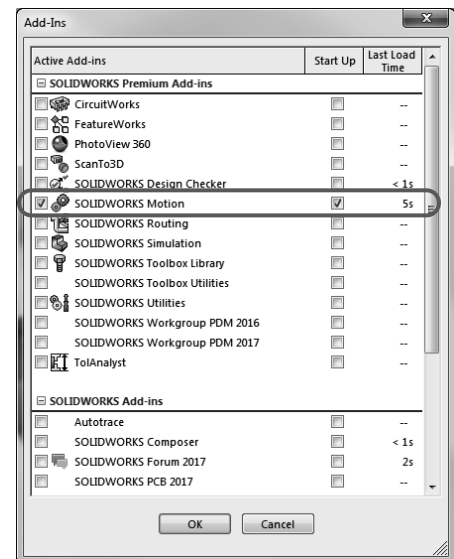 Add-Ins
Active Add-ins Start Up Last Load Time
SOLIDWORKS Premium Add-ins
CircuitWorks --
FeatureWorks --
PhotoView 360 --
ScanTo3D --
SOLIDWORKS Design Checker < 1s
SOLIDWORKS Motion 5s
SOLIDWORKS Routing --
SOLIDWORKS Simulation --
SOLIDWORKS Toolbox Library --
SOLIDWORKS Toolbox Utilities --
SOLIDWORKS Utilities --
SOLIDWORKS Workgroup PDM 2016 --
SOLIDWORKS Workgroup PDM 2017 --
TolAnalyst --
SOLIDWORKS Add-ins
Autotrace --
SOLIDWORKS Composer < 1s
SOLIDWORKS Forum 2017 2s
SOLIDWORKS PCB 2017 --
OK Cancel